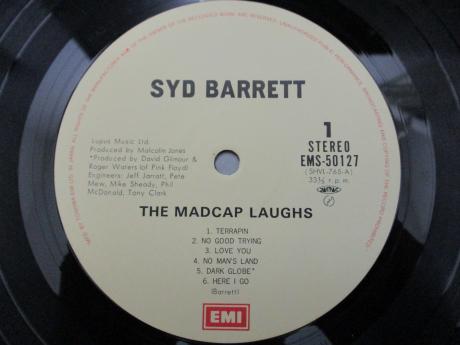 SYD BARRETT
Lupus Music Ltd.
Produced by Malcolm Jones
*Produced by David Gilmour &
Roger Waters (of Pink Floyd)
Engineers: Jeff Jarratt, Pete
Mew, Mike Sheady, Phil
McDonald, Tony Clark
1
STEREO
EMS-50127
(SHVL-765-A)
33⅓ r.p.m.
THE MADCAP LAUGHS
1. TERRAPIN
2. NO GOOD TRYING
3. LOVE YOU
4. NO MAN'S LAND
5. DARK GLOBE*
6. HERE I GO
(Barrett)
EMI